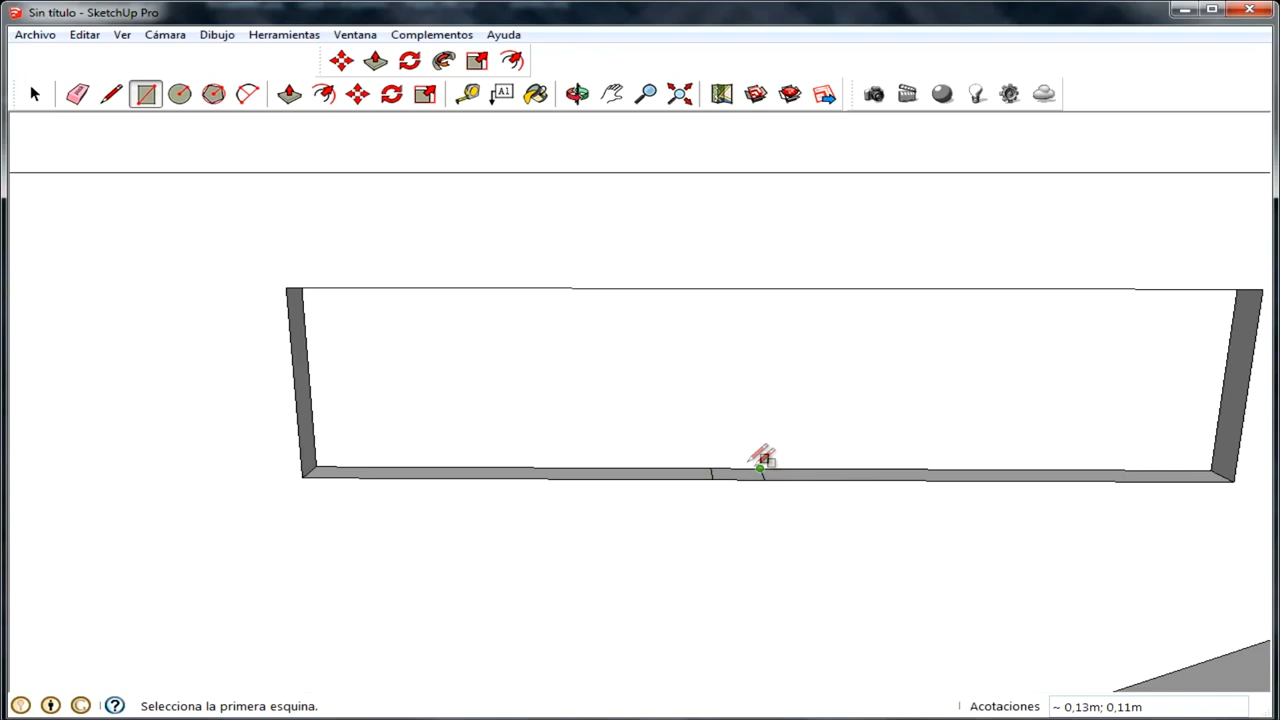 Sin título - SketchUp Pro
Archivo Editar Ver Cámara Dibujo Herramientas Ventana Complementos Ayuda
A1
Selecciona la primera esquina. Acotaciones ~ 0,13m; 0,11m